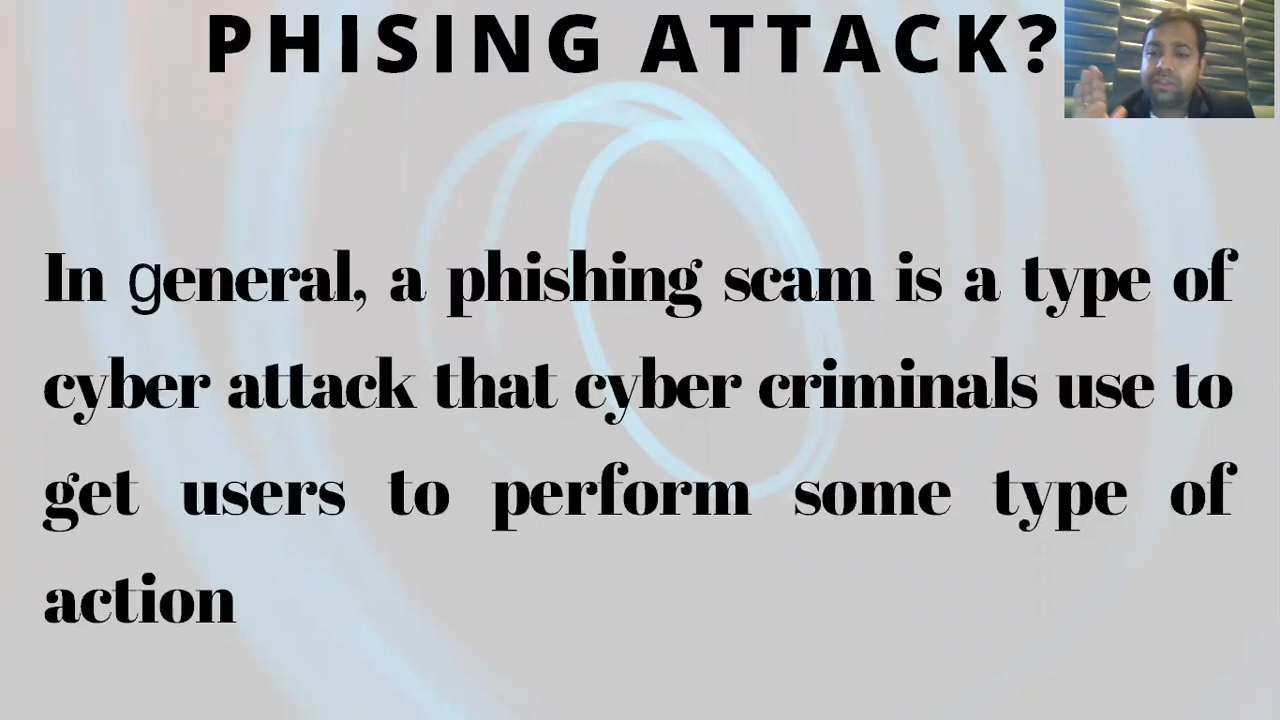 PHISING ATTACK?
In general, a phishing scam is a type of
cyber attack that cyber criminals use to
get users to perform some type of
action